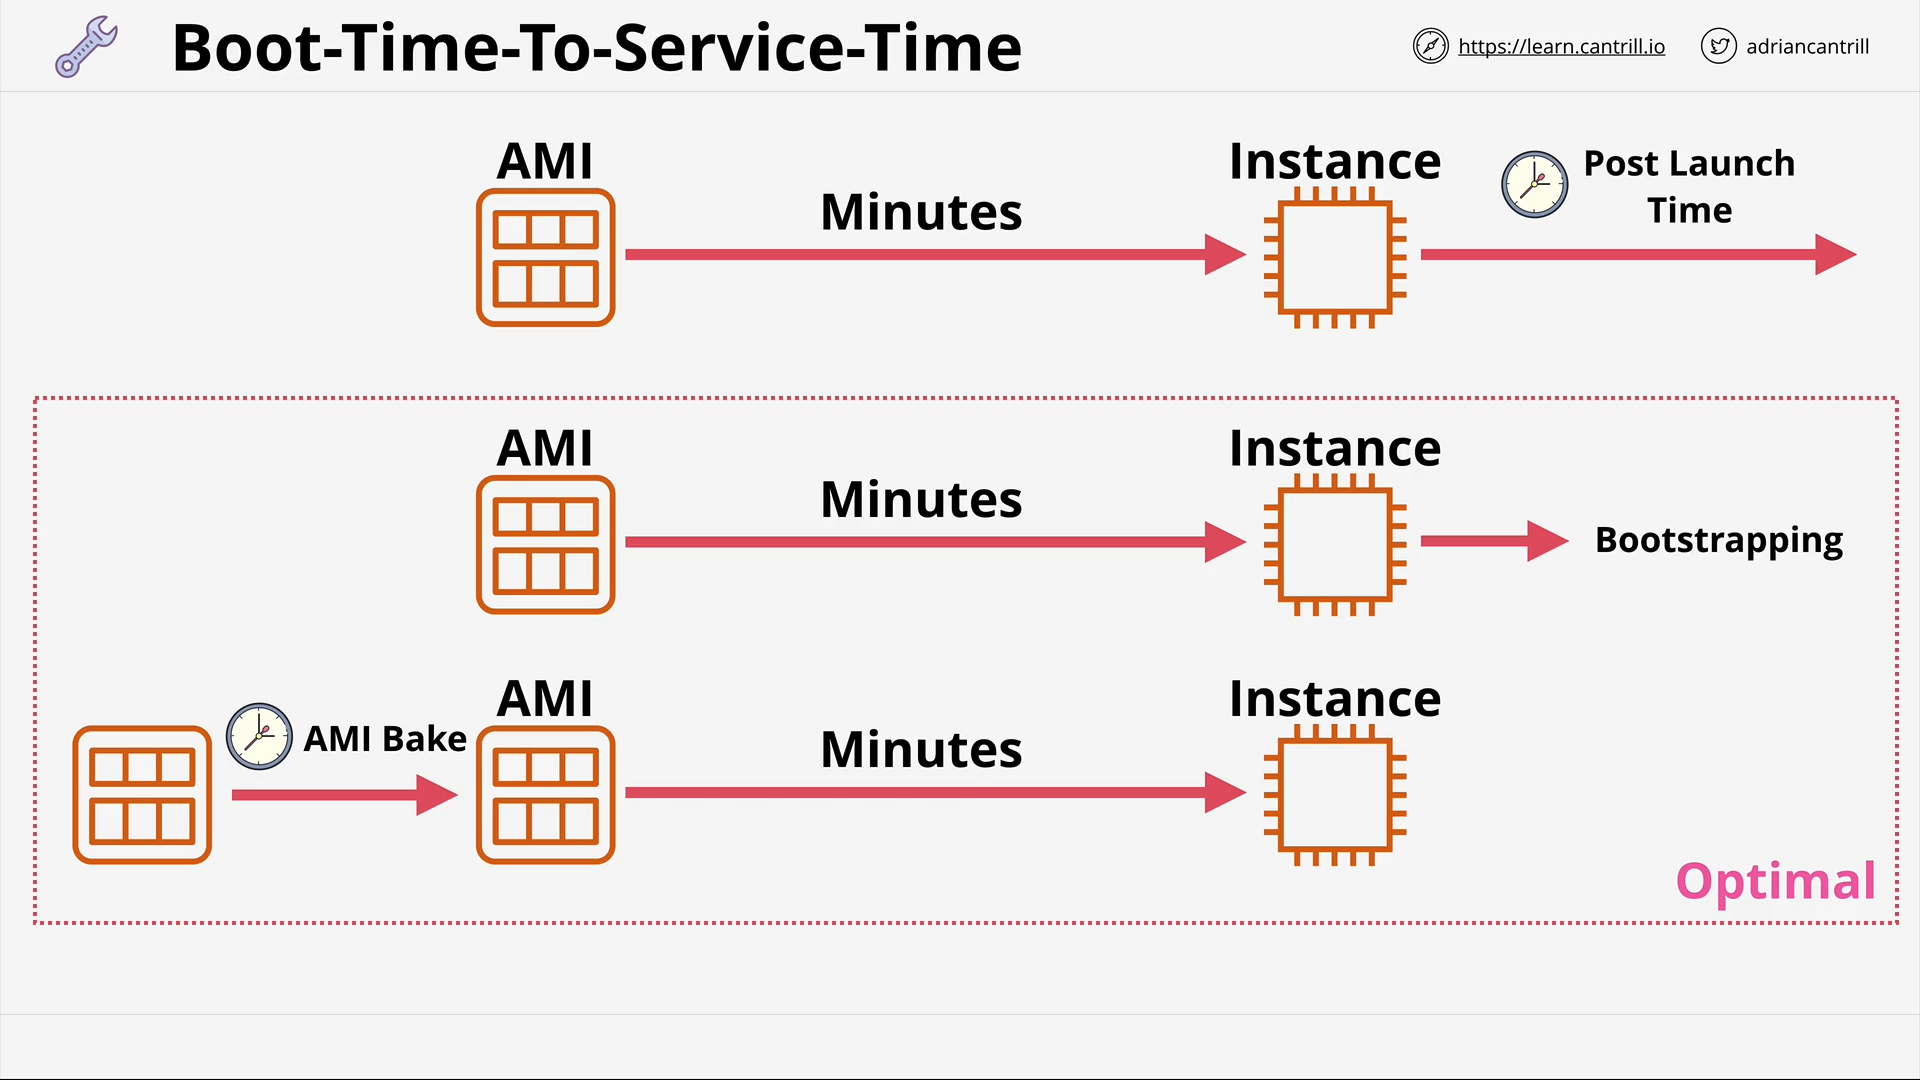 Boot-Time-To-Service-Time
https://learn.cantrill.io
adriancantrill
AMI
Minutes
Instance
Post Launch
Time
AMI
Minutes
Instance
Bootstrapping
AMI Bake
AMI
Minutes
Instance
Optimal